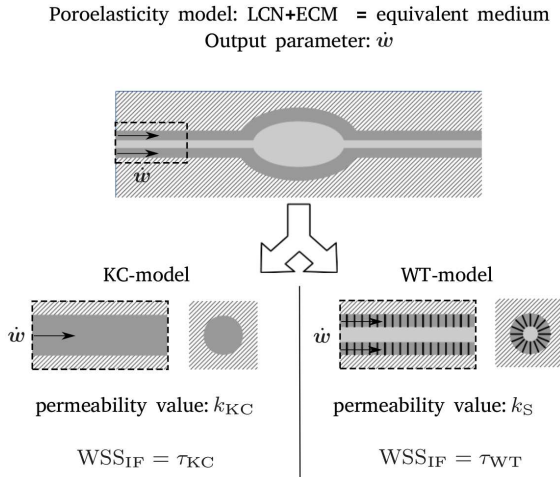 Poroelasticity model: LCN+ECM = equivalent medium
Output parameter: ẇ
ẇ
KC-model
WT-model
ẇ
ẇ
permeability value: k_KC
permeability value: k_S
WSS_IF = τ_KC
WSS_IF = τ_WT